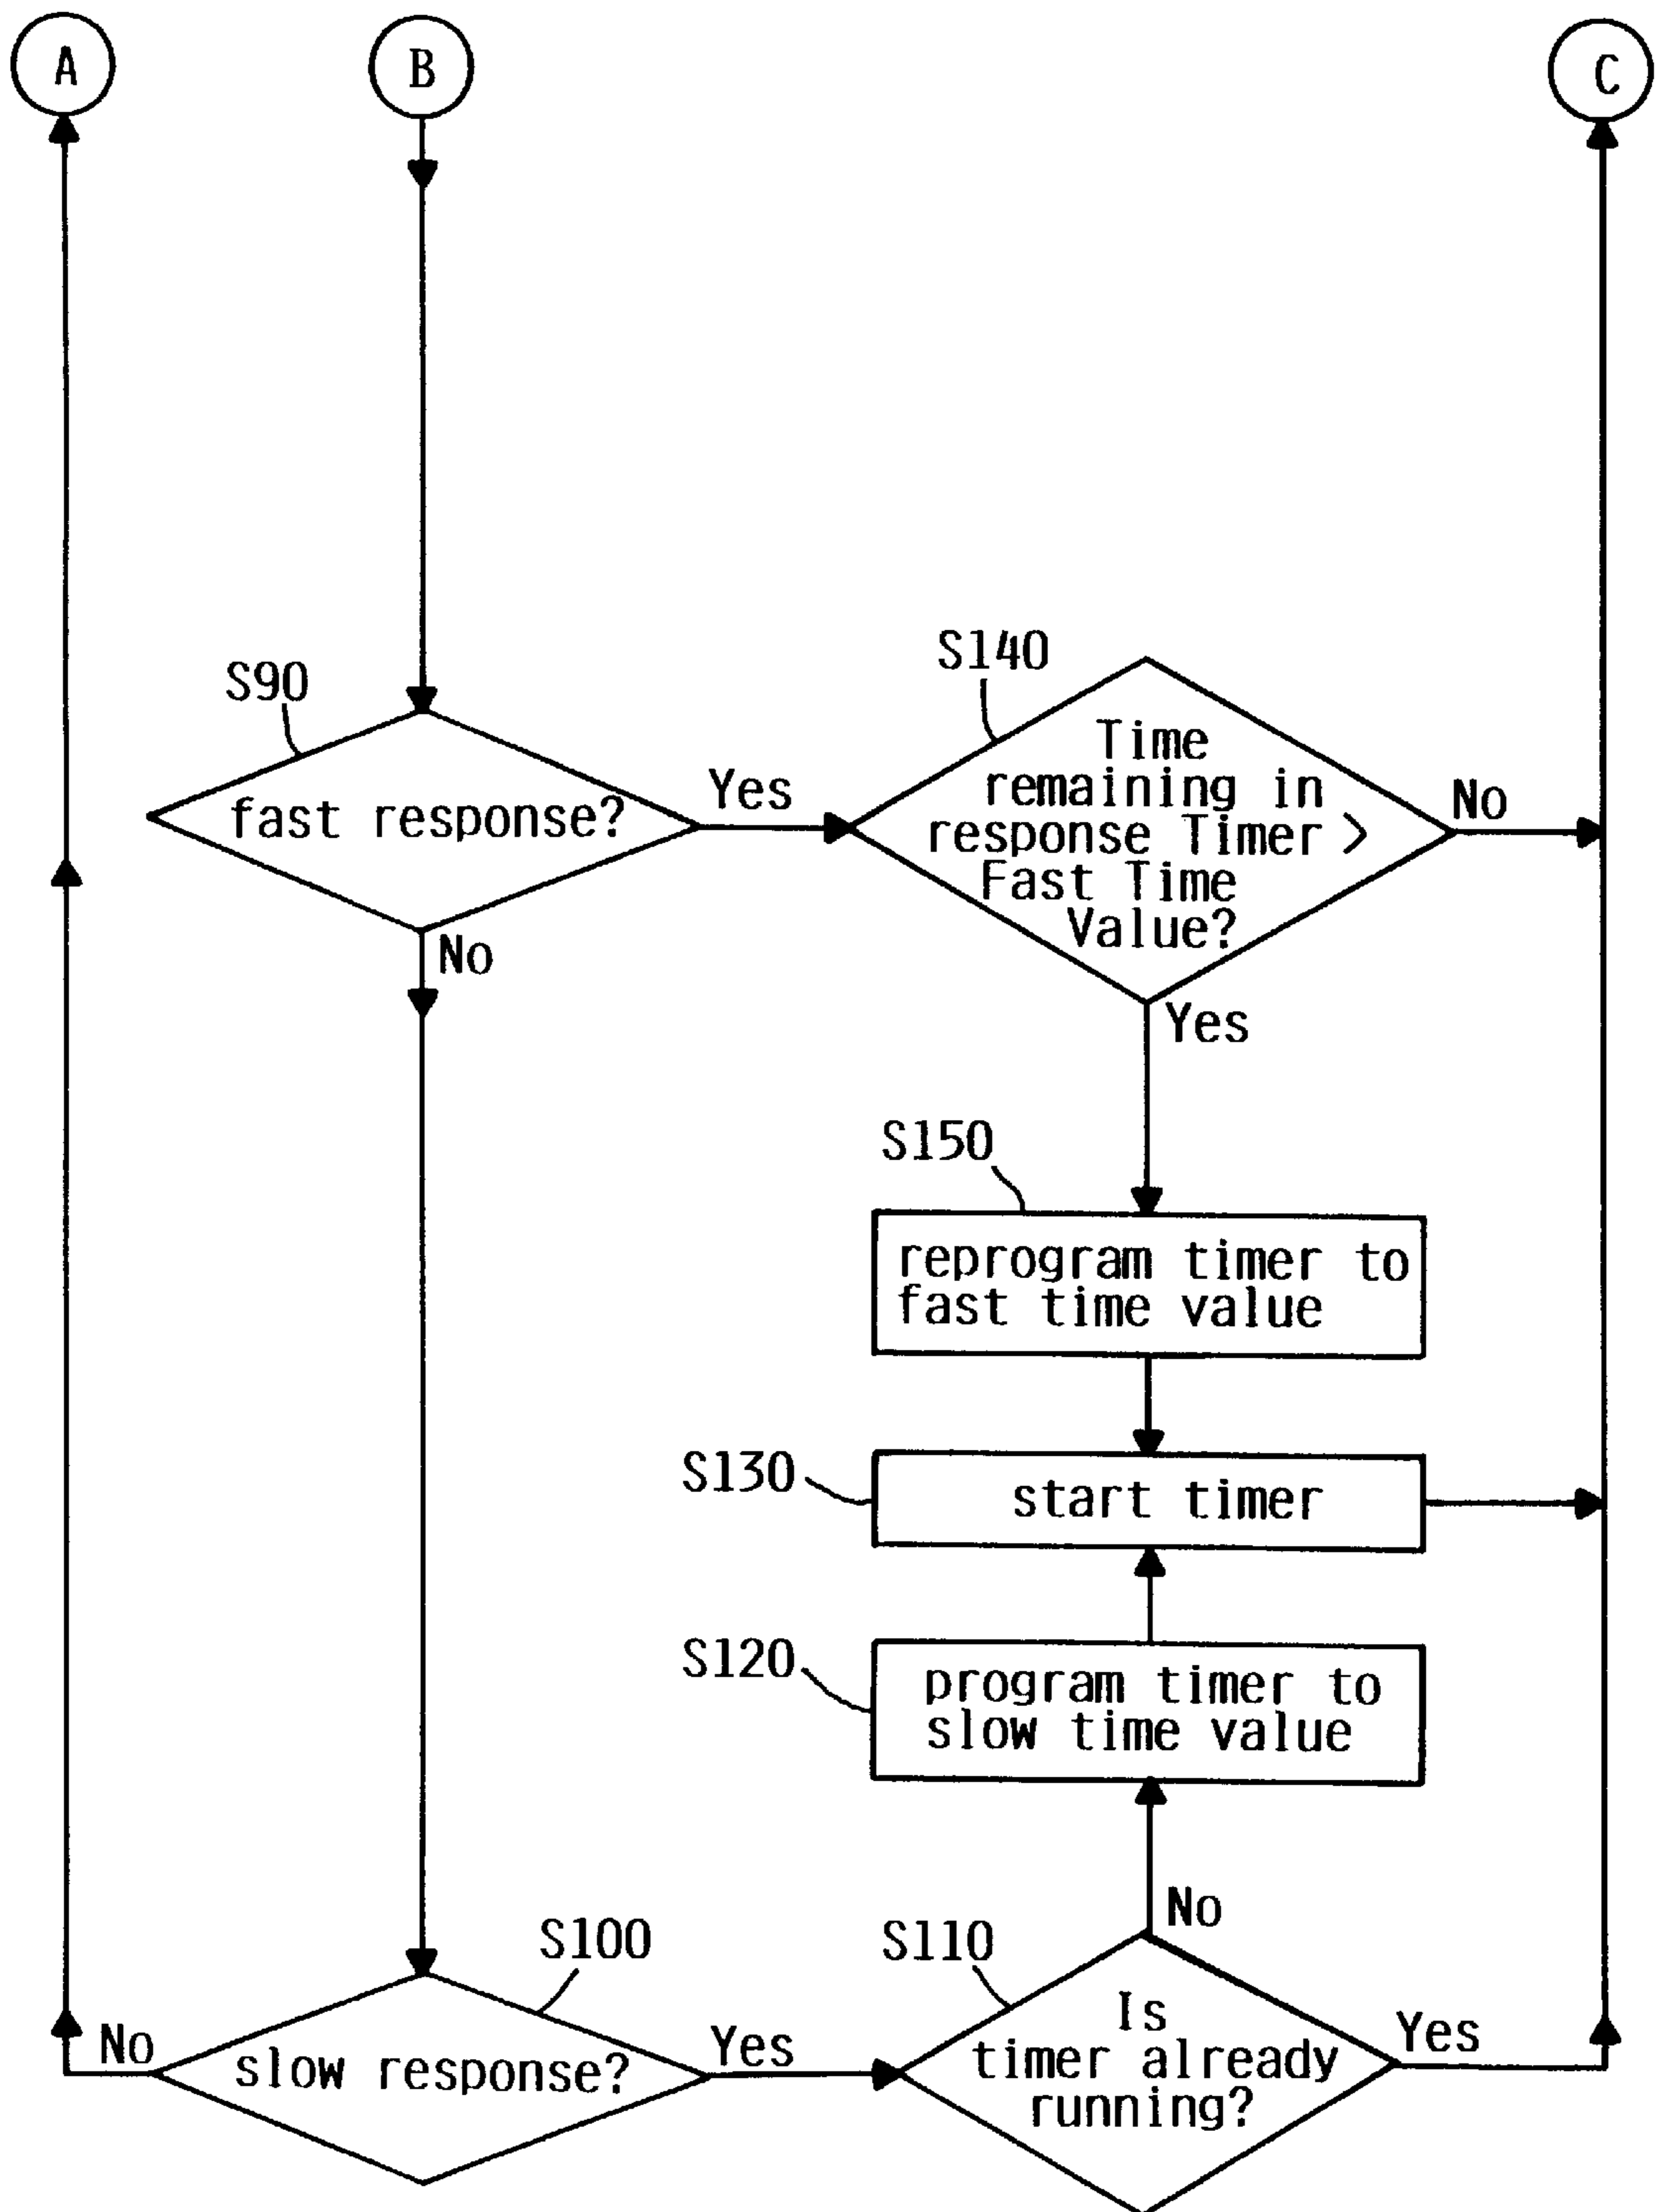 A
B
C
S90
fast response?
Yes
No
S140
Time
remaining in
response Timer >
Fast Time
Value?
No
Yes
S150
reprogram timer to
fast time value
S130
start timer
S120
program timer to
slow time value
No
S100
slow response?
No
Yes
S110
Is
timer already
running?
Yes